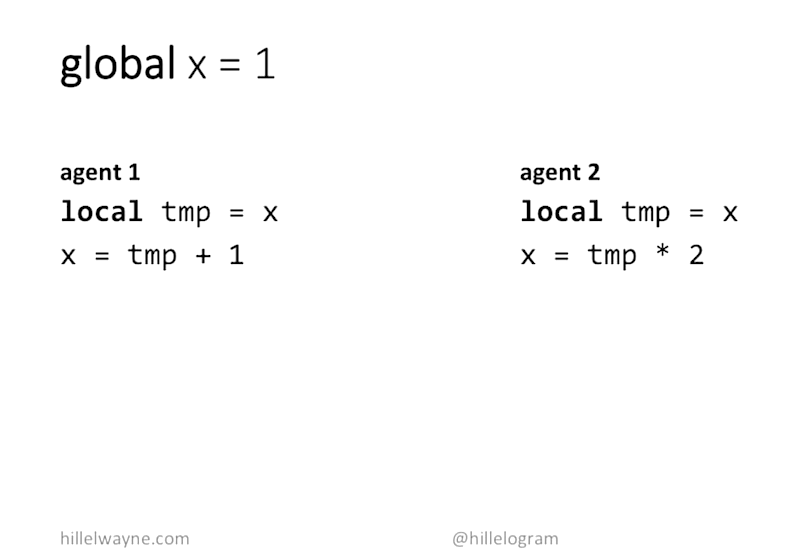 global x = 1
agent 1
local tmp = x
x = tmp + 1
agent 2
local tmp = x
x = tmp * 2
hillelwayne.com
@hillelogram